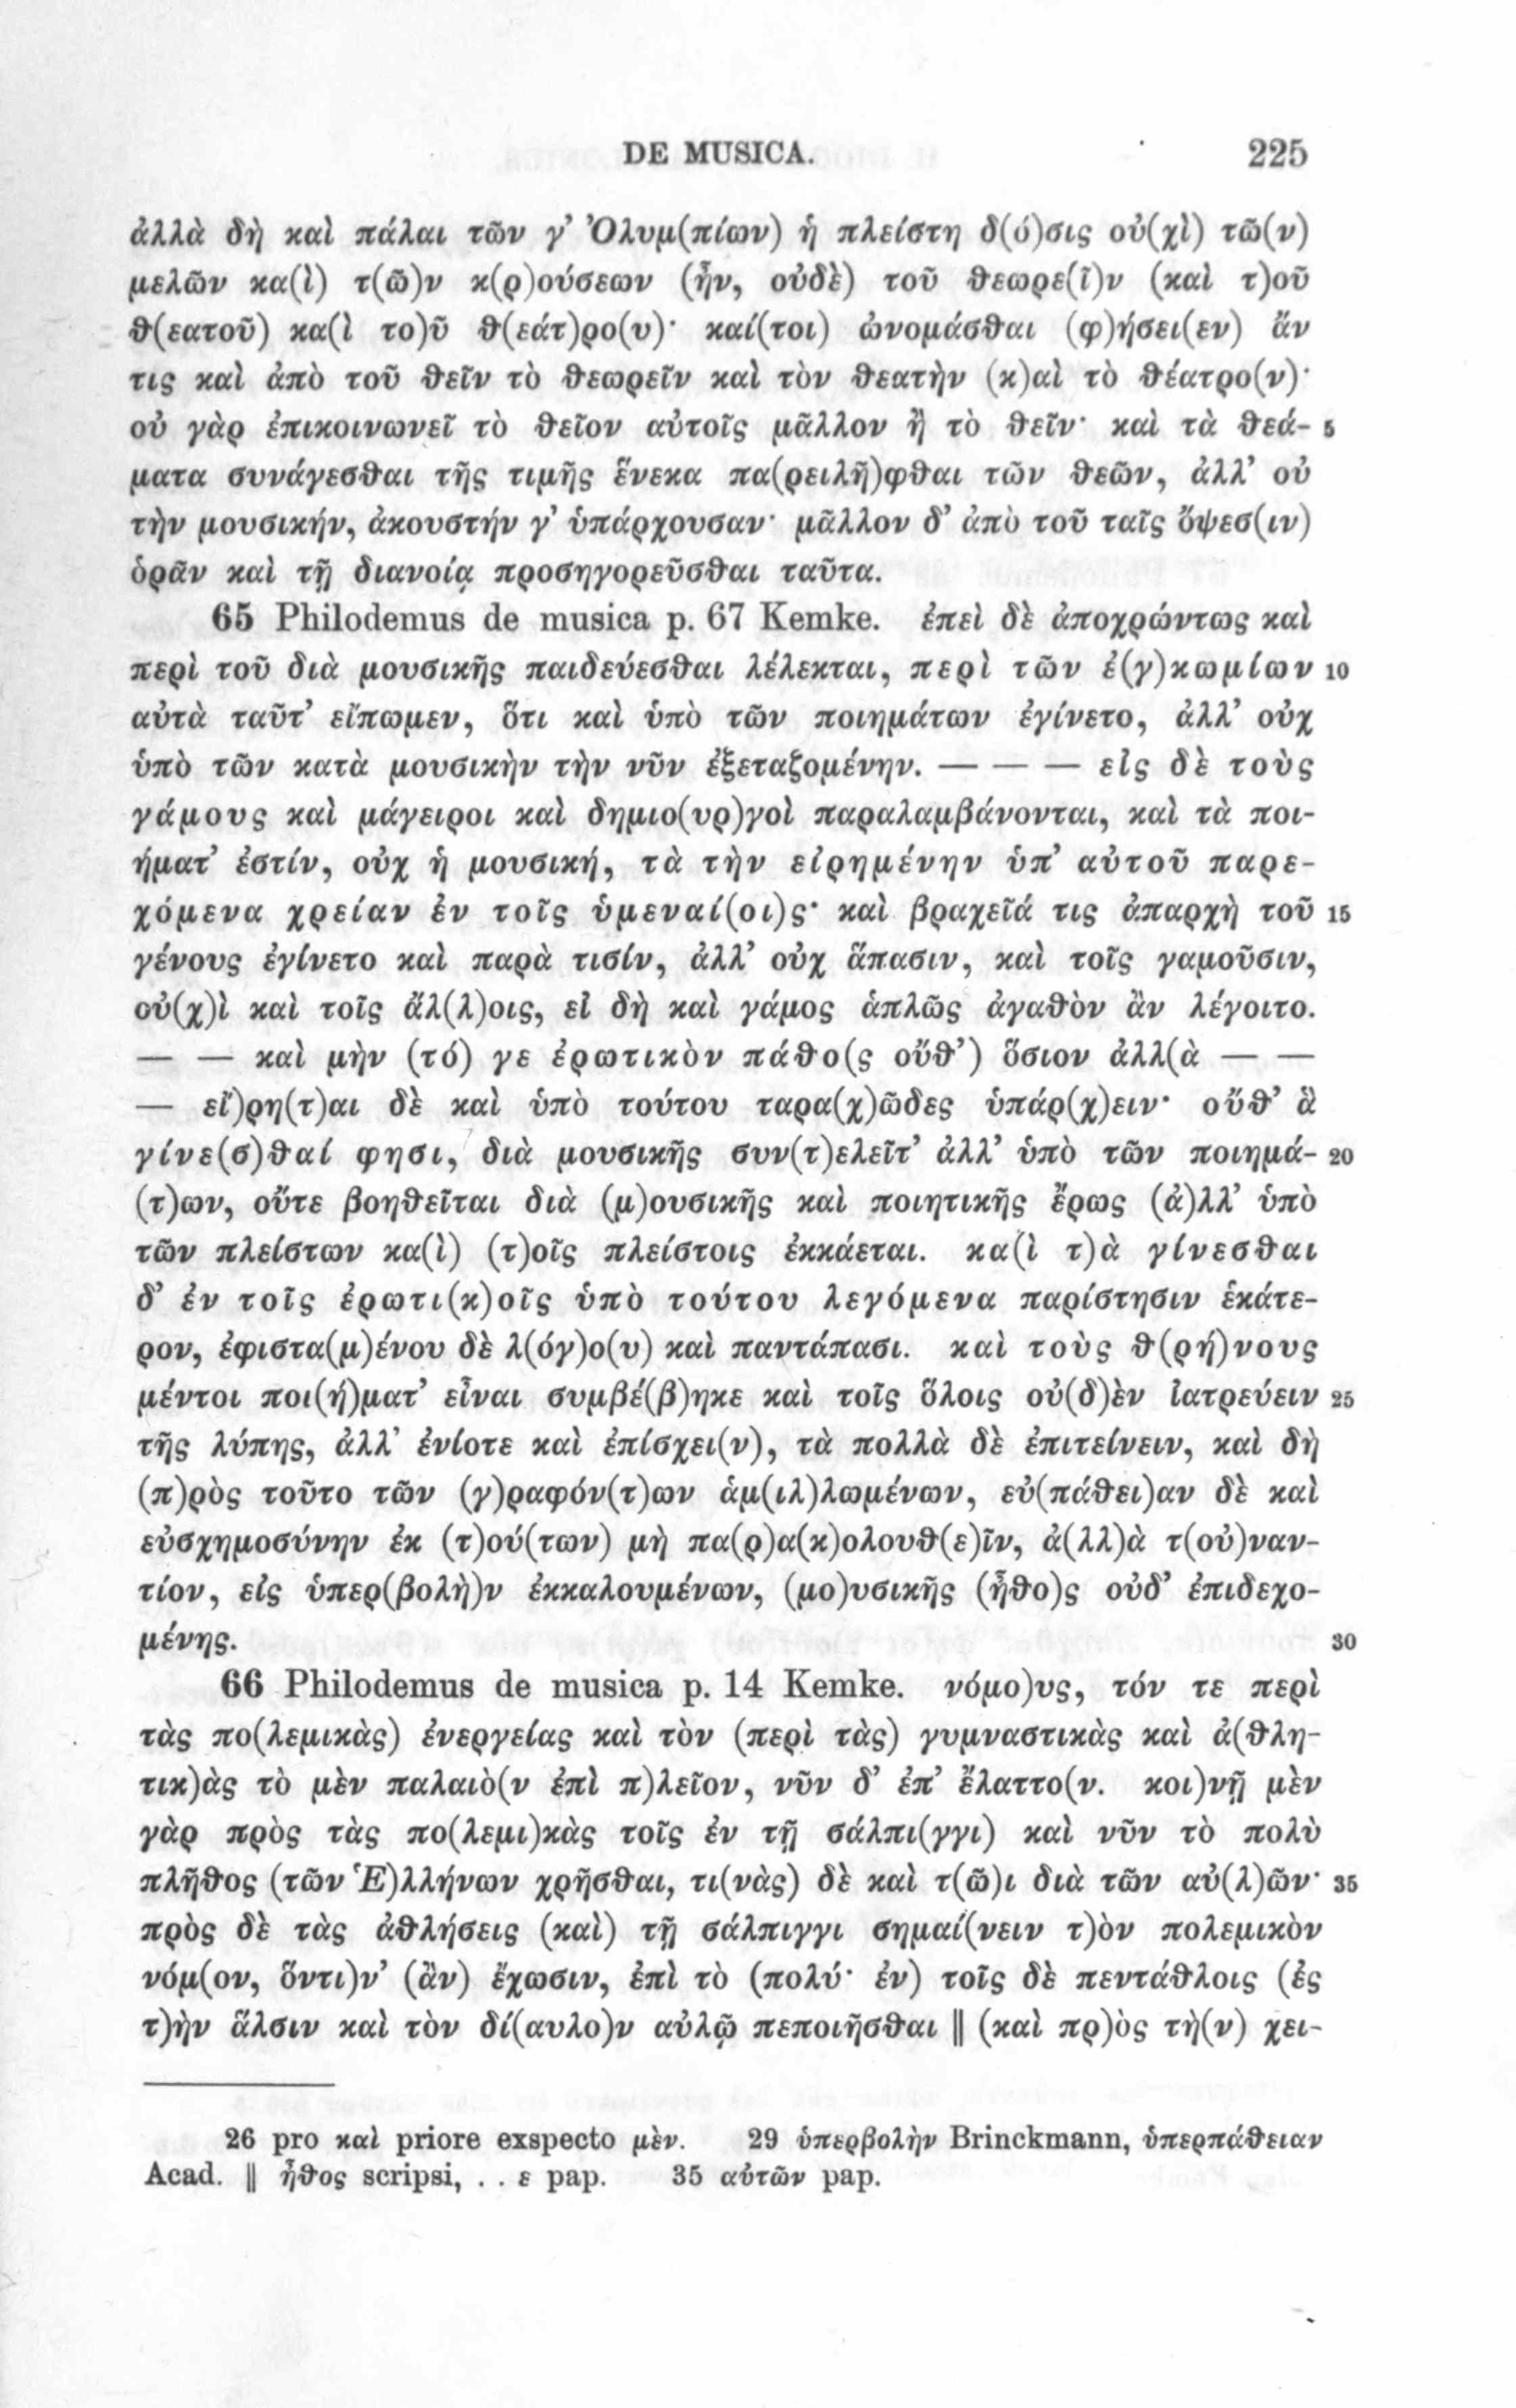 DE MUSICA. 225
ἀλλὰ δὴ καὶ πάλαι τῶν γ’ Ὀλυμ(πίων) ἡ πλείστη δ(ό)σις οὐ(χὶ) τῶ(ν)
μελῶν κα(ὶ) τ(ῶ)ν κ(ρ)ούσεων (ἦν, οὐδὲ) τοῦ θεωρε(ῖ)ν (καὶ τ)οῦ
θ(εατοῦ) κα(ὶ το)ῦ θ(εάτ)ρο(υ)· καί(τοι) ὠνομάσθαι (φ)ήσει(εν) ἄν
τις καὶ ἀπὸ τοῦ θεῖν τὸ θεωρεῖν καὶ τὸν θεατὴν (κ)αὶ τὸ θέατρο(ν)·
οὐ γὰρ ἐπικοινωνεῖ τὸ θεῖον αὐτοῖς μᾶλλον ἢ τὸ θεῖν· καὶ τὰ θεά- 5
ματα συνάγεσθαι τῆς τιμῆς ἕνεκα πα(ρειλῆ)φθαι τῶν θεῶν, ἀλλ’ οὐ
τὴν μουσικήν, ἀκουστήν γ’ ὑπάρχουσαν· μᾶλλον δ’ ἀπὸ τοῦ ταῖς ὄψεσ(ιν)
ὁρᾶν καὶ τῇ διανοίᾳ προσηγορεῦσθαι ταῦτα.
65 Philodemus de musica p. 67 Kemke. ἐπεὶ δὲ ἀποχρώντως καὶ
περὶ τοῦ διὰ μουσικῆς παιδεύεσθαι λέλεκται, περὶ τῶν ἐ(γ)κωμίων 10
αὐτὰ ταῦτ’ εἴπωμεν, ὅτι καὶ ὑπὸ τῶν ποιημάτων ἐγίνετο, ἀλλ’ οὐχ
ὑπὸ τῶν κατὰ μουσικὴν τὴν νῦν ἐξεταζομένην. — — — εἰς δὲ τοὺς
γάμους καὶ μάγειροι καὶ δημιο(υρ)γοὶ παραλαμβάνονται, καὶ τὰ ποι-
ήματ’ ἐστίν, οὐχ ἡ μουσική, τὰ τὴν εἰρημένην ὑπ’ αὐτοῦ παρε-
χόμενα χρείαν ἐν τοῖς ὑμεναί(οι)ς· καὶ βραχεῖά τις ἀπαρχὴ τοῦ 15
γένους ἐγίνετο καὶ παρὰ τισίν, ἀλλ’ οὐχ ἅπασιν, καὶ τοῖς γαμοῦσιν,
οὐ(χ)ὶ καὶ τοῖς ἄλ(λ)οις, εἰ δὴ καὶ γάμος ἁπλῶς ἀγαθὸν ἂν λέγοιτο.
— — καὶ μὴν (τό) γε ἐρωτικὸν πάθο(ς οὔθ’) ὅσιον ἀλλ(ὰ — —
— εἴ)ρη(τ)αι δὲ καὶ ὑπὸ τούτου ταρα(χ)ῶδες ὑπάρ(χ)ειν· οὔθ’ ἃ
γίνε(σ)θαί φησι, διὰ μουσικῆς συν(τ)ελεῖτ’ ἀλλ’ ὑπὸ τῶν ποιημά- 20
(τ)ων, οὔτε βοηθεῖται διὰ (μ)ουσικῆς καὶ ποιητικῆς ἔρως (ἀ)λλ’ ὑπὸ
τῶν πλείστων κα(ὶ) (τ)οῖς πλείστοις ἐκκάεται. κα(ὶ τ)ὰ γίνεσθαι
δ’ ἐν τοῖς ἐρωτι(κ)οῖς ὑπὸ τούτου λεγόμενα παρίστησιν ἑκάτε-
ρον, ἐφιστα(μ)ένου δὲ λ(όγ)ο(υ) καὶ παντάπασι. καὶ τοὺς θ(ρή)νους
μέντοι ποι(ή)ματ’ εἶναι συμβέ(β)ηκε καὶ τοῖς ὅλοις οὐ(δ)ὲν ἰατρεύειν 25
τῆς λύπης, ἀλλ’ ἐνίοτε καὶ ἐπίσχει(ν), τὰ πολλὰ δὲ ἐπιτείνειν, καὶ δὴ
(π)ρὸς τοῦτο τῶν (γ)ραφόν(τ)ων ἁμ(ιλ)λωμένων, εὐ(πάθει)αν δὲ καὶ
εὐσχημοσύνην ἐκ (τ)ού(των) μὴ πα(ρ)α(κ)ολουθ(ε)ῖν, ἀ(λλ)ὰ τ(οὐ)ναν-
τίον, εἰς ὑπερ(βολὴ)ν ἐκκαλουμένων, (μο)υσικῆς (ἦθο)ς οὐδ’ ἐπιδεχο-
μένης. 30
66 Philodemus de musica p. 14 Kemke. νόμο)υς, τόν τε περὶ
τὰς πο(λεμικὰς) ἐνεργείας καὶ τὸν (περὶ τὰς) γυμναστικὰς καὶ ἀ(θλη-
τικ)ὰς τὸ μὲν παλαιὸ(ν ἐπὶ π)λεῖον, νῦν δ’ ἐπ’ ἔλαττο(ν. κοι)νῇ μὲν
γὰρ πρὸς τὰς πο(λεμι)κὰς τοῖς ἐν τῇ σάλπι(γγι) καὶ νῦν τὸ πολὺ
πλῆθος (τῶν Ἑ)λλήνων χρῆσθαι, τι(νὰς) δὲ καὶ τ(ῶ)ι διὰ τῶν αὐ(λ)ῶν· 35
πρὸς δὲ τὰς ἀθλήσεις (καὶ) τῇ σάλπιγγι σημαί(νειν τ)ὸν πολεμικὸν
νόμ(ον, ὅντι)ν’ (ἂν) ἔχωσιν, ἐπὶ τὸ (πολύ· ἐν) τοῖς δὲ πεντάθλοις (ἐς
τ)ὴν ἅλσιν καὶ τὸν δί(αυλο)ν αὐλῷ πεποιῆσθαι ‖ (καὶ πρ)ὸς τὴ(ν) χει-
26 pro καὶ priore exspecto μὲν. 29 ὑπερβολὴν Brinckmann, ὑπερπάθειαν
Acad. ‖ ἦθος scripsi, . . ε pap. 35 αὐτῶν pap.